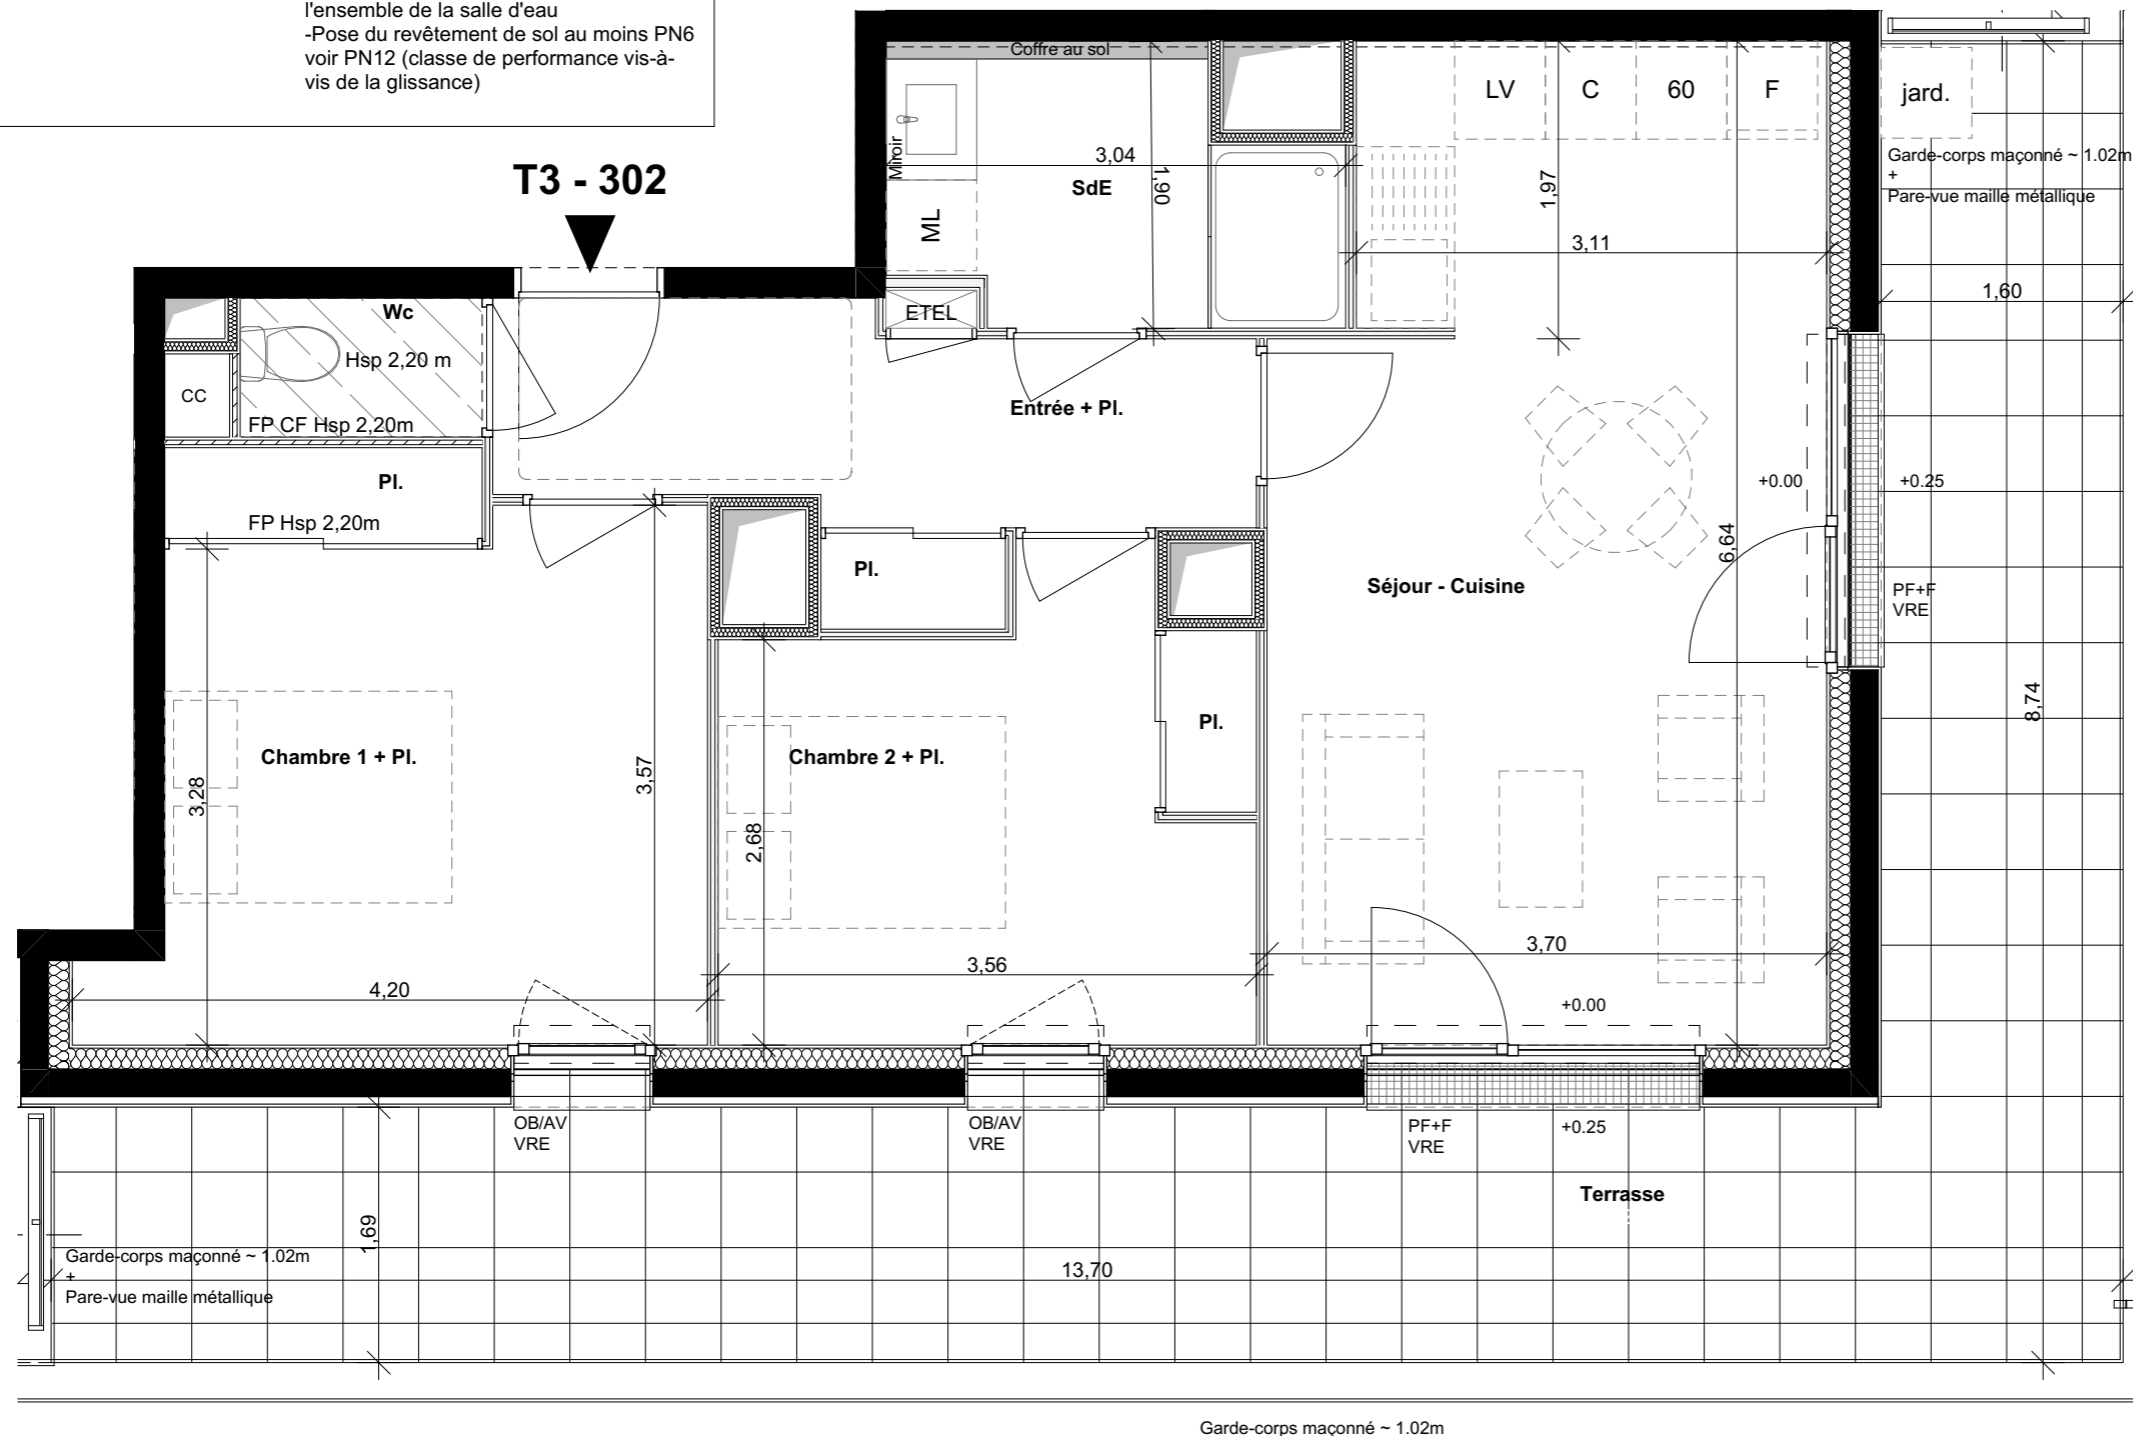 l'ensemble de la salle d'eau
-Pose du revêtement de sol au moins PN6
voir PN12 (classe de performance vis-à-
vis de la glissance)
T3 - 302
Coffre au sol
Miroir
3,04
1,90
SdE
ML
ETEL
LV
C
60
F
1,97
3,11
jard.
Garde-corps maçonné ~ 1.02m
+
Pare-vue maille métallique
1,60
Wc
Hsp 2,20 m
CC
FP CF Hsp 2,20m
Pl.
FP Hsp 2,20m
Entrée + Pl.
Pl.
+0.00
+0.25
6,64
Séjour - Cuisine
PF+F
VRE
8,74
Pl.
Chambre 1 + Pl.
3,28
3,57
Chambre 2 + Pl.
2,68
4,20
3,56
3,70
+0.00
OB/AV
VRE
OB/AV
VRE
PF+F
VRE
+0.25
Terrasse
1,69
Garde-corps maçonné ~ 1.02m
+
Pare-vue maille métallique
13,70
Garde-corps maçonné ~ 1.02m